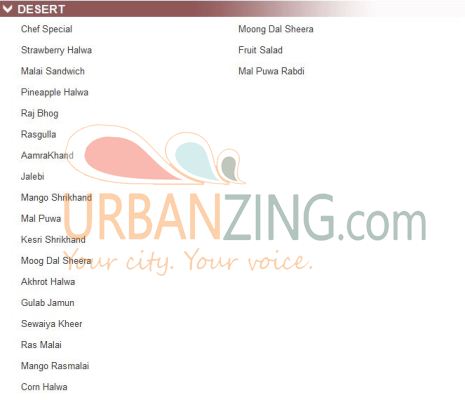 DESERT
Chef Special
Strawberry Halwa
Malai Sandwich
Pineapple Halwa
Raj Bhog
Rasgulla
AamraKhand
Jalebi
Mango Shrikhand
Mal Puwa
Kesri Shrikhand
Moog Dal Sheera
Akhrot Halwa
Gulab Jamun
Sewaiya Kheer
Ras Malai
Mango Rasmalai
Corn Halwa
Moong Dal Sheera
Fruit Salad
Mal Puwa Rabdi
URBANZING.com
Your city. Your voice.